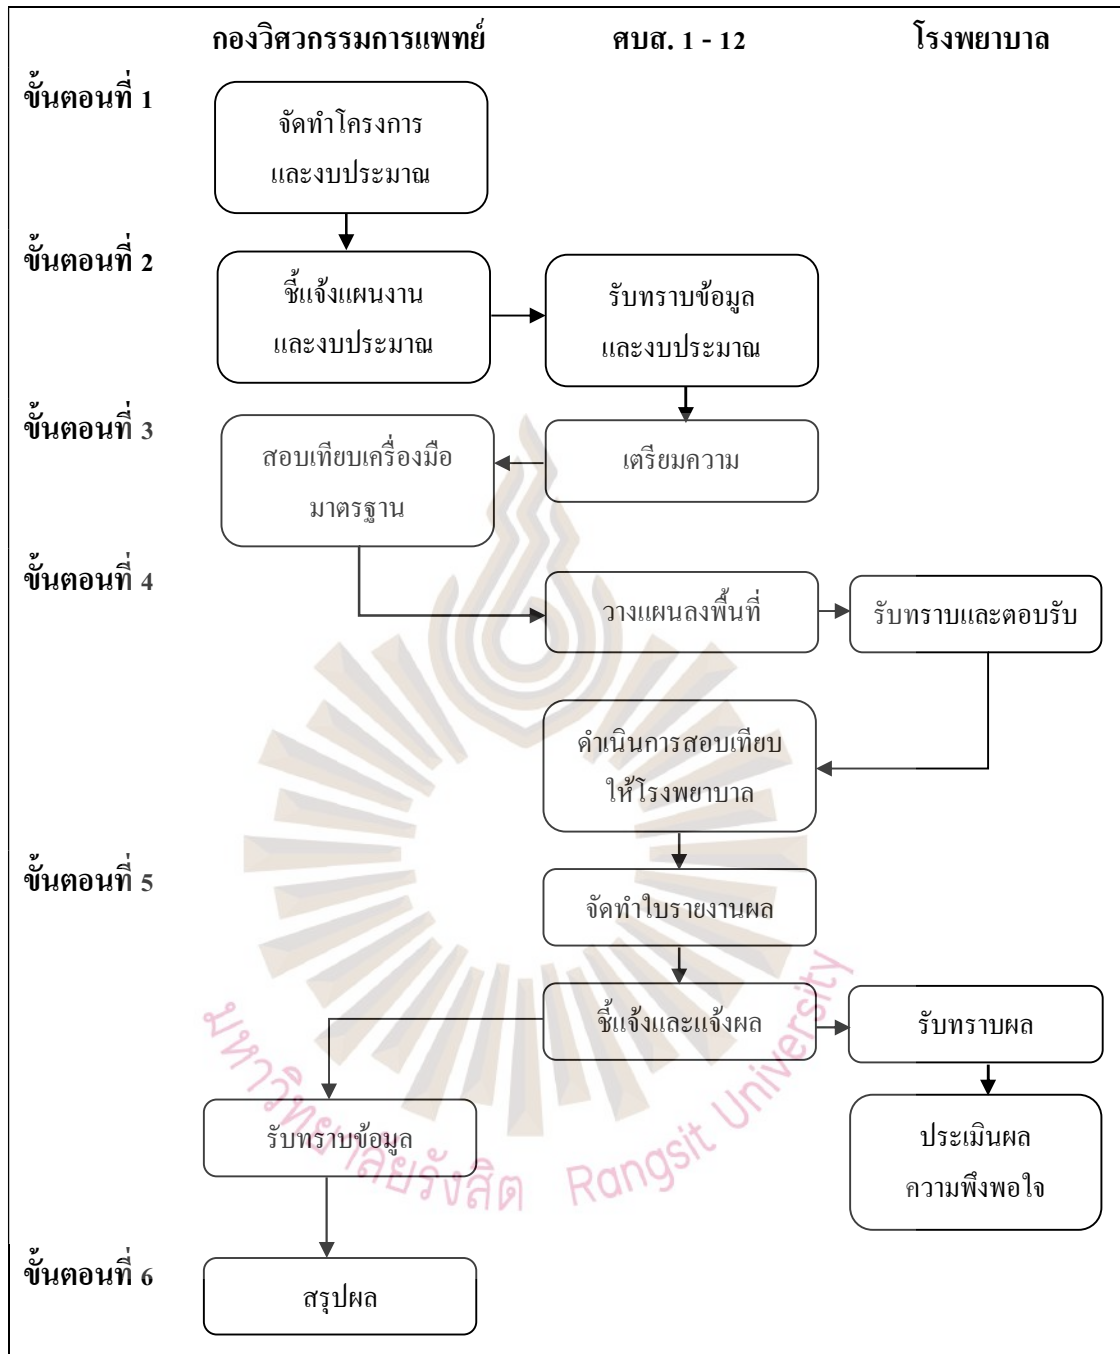 กองวิศวกรรมการแพทย์ ศบส. 1 - 12 โรงพยาบาล
ขั้นตอนที่ 1
จัดทำโครงการ
และงบประมาณ
ขั้นตอนที่ 2
ชี้แจ้งแผนงาน
และงบประมาณ
รับทราบข้อมูล
และงบประมาณ
ขั้นตอนที่ 3
สอบเทียบเครื่องมือ
มาตรฐาน
เตรียมความ
ขั้นตอนที่ 4
วางแผนลงพื้นที่
รับทราบและตอบรับ
ดำเนินการสอบเทียบ
ให้โรงพยาบาล
ขั้นตอนที่ 5
จัดทำใบรายงานผล
ชี้แจ้งและแจ้งผล
รับทราบผล
รับทราบข้อมูล
ประเมินผล
ความพึงพอใจ
ขั้นตอนที่ 6
สรุปผล
มหาวิทยาลัยรังสิต Rangsit University